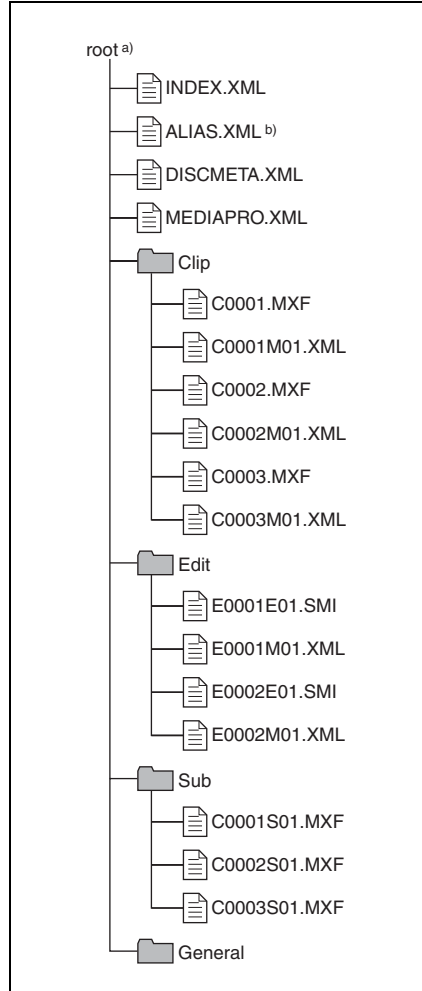 root a)
INDEX.XML
ALIAS.XML b)
DISCMETA.XML
MEDIAPRO.XML
Clip
C0001.MXF
C0001M01.XML
C0002.MXF
C0002M01.XML
C0003.MXF
C0003M01.XML
Edit
E0001E01.SMI
E0001M01.XML
E0002E01.SMI
E0002M01.XML
Sub
C0001S01.MXF
C0002S01.MXF
C0003S01.MXF
General